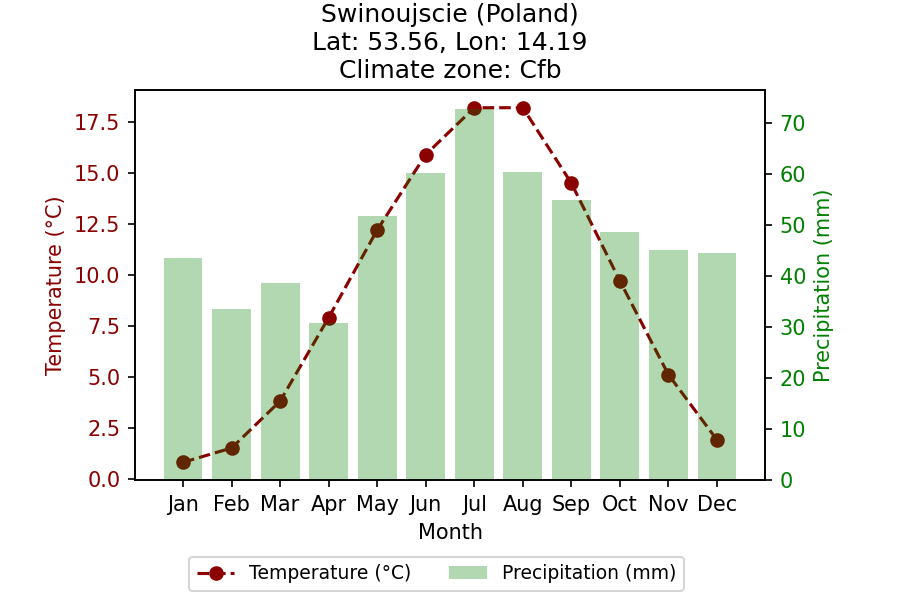 Swinoujscie (Poland)
Lat: 53.56, Lon: 14.19
Climate zone: Cfb
Temperature (°C)
17.5
15.0
12.5
10.0
7.5
5.0
2.5
0.0
70
60
50
40
30
20
10
0
Precipitation (mm)
Jan Feb Mar Apr May Jun Jul Aug Sep Oct Nov Dec
Month
Temperature (°C) Precipitation (mm)